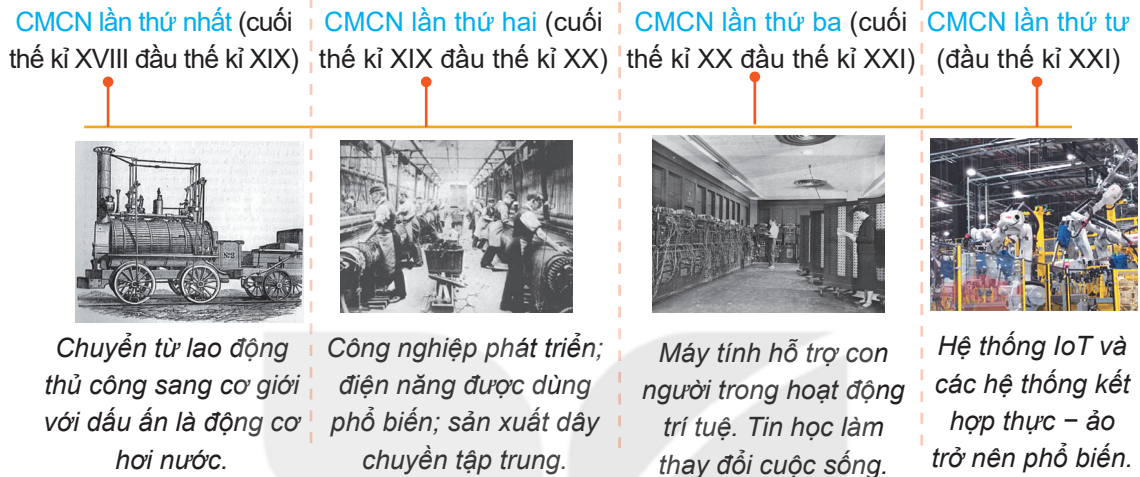 CMCN lần thứ nhất (cuối
thế kỉ XVIII đầu thế kỉ XIX)
CMCN lần thứ hai (cuối
thế kỉ XIX đầu thế kỉ XX)
CMCN lần thứ ba (cuối
thế kỉ XX đầu thế kỉ XXI)
CMCN lần thứ tư
(đầu thế kỉ XXI)
Chuyển từ lao động
thủ công sang cơ giới
với dấu ấn là động cơ
hơi nước.
Công nghiệp phát triển;
điện năng được dùng
phổ biến; sản xuất dây
chuyền tập trung.
Máy tính hỗ trợ con
người trong hoạt động
trí tuệ. Tin học làm
thay đổi cuộc sống.
Hệ thống IoT và
các hệ thống kết
hợp thực – ảo
trở nên phổ biến.